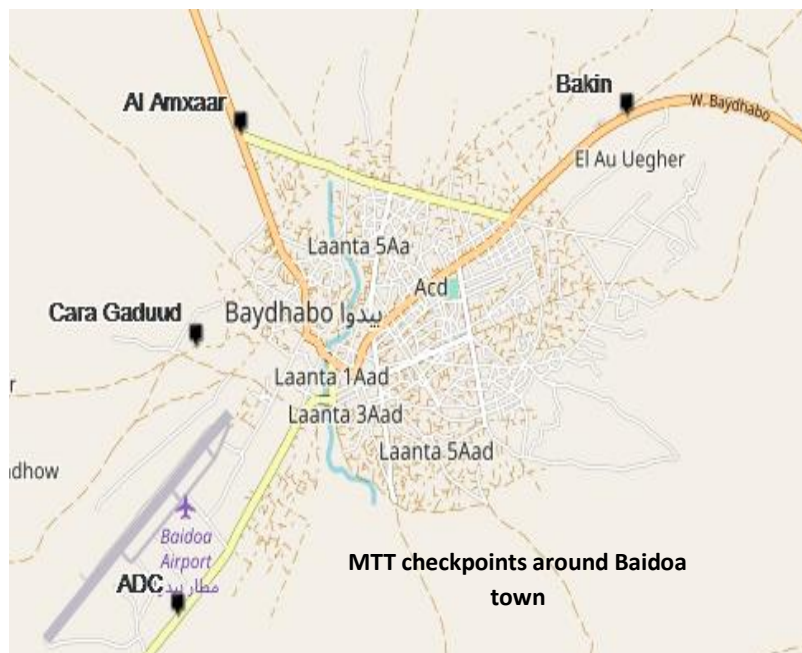 Bakin
Al Amxaar
W. Baydhabo
El Au Uegher
Laanta 5Aa
Acd
Cara Gaduud
Baydhabo بيدوا
Laanta 1Aad
Laanta 3Aad
Laanta 5Aad
Baidoa
Airport
MTT checkpoints around Baidoa
town
ADC